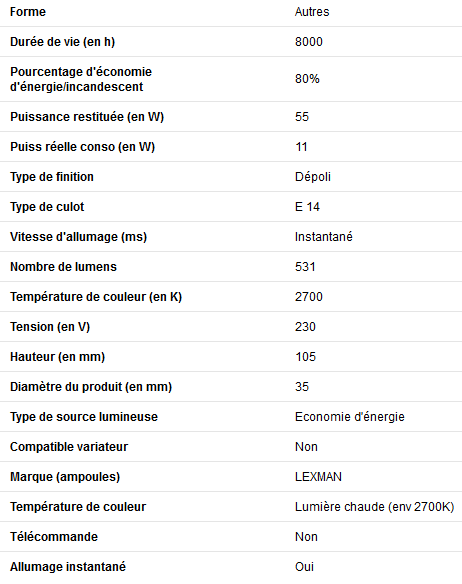 Forme Autres
Durée de vie (en h) 8000
Pourcentage d'économie
d'énergie/incandescent 80%
Puissance restituée (en W) 55
Puiss réelle conso (en W) 11
Type de finition Dépoli
Type de culot E 14
Vitesse d'allumage (ms) Instantané
Nombre de lumens 531
Température de couleur (en K) 2700
Tension (en V) 230
Hauteur (en mm) 105
Diamètre du produit (en mm) 35
Type de source lumineuse Economie d'énergie
Compatible variateur Non
Marque (ampoules) LEXMAN
Température de couleur Lumière chaude (env 2700K)
Télécommande Non
Allumage instantané Oui